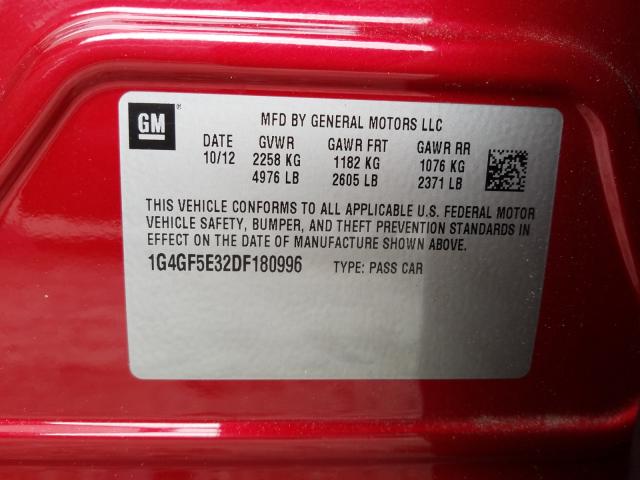 GM®
MFD BY GENERAL MOTORS LLC
DATE GVWR GAWR FRT GAWR RR
10/12 2258 KG 1182 KG 1076 KG
4976 LB 2605 LB 2371 LB
THIS VEHICLE CONFORMS TO ALL APPLICABLE U.S. FEDERAL MOTOR
VEHICLE SAFETY, BUMPER, AND THEFT PREVENTION STANDARDS IN
EFFECT ON THE DATE OF MANUFACTURE SHOWN ABOVE.
1G4GF5E32DF180996 TYPE: PASS CAR